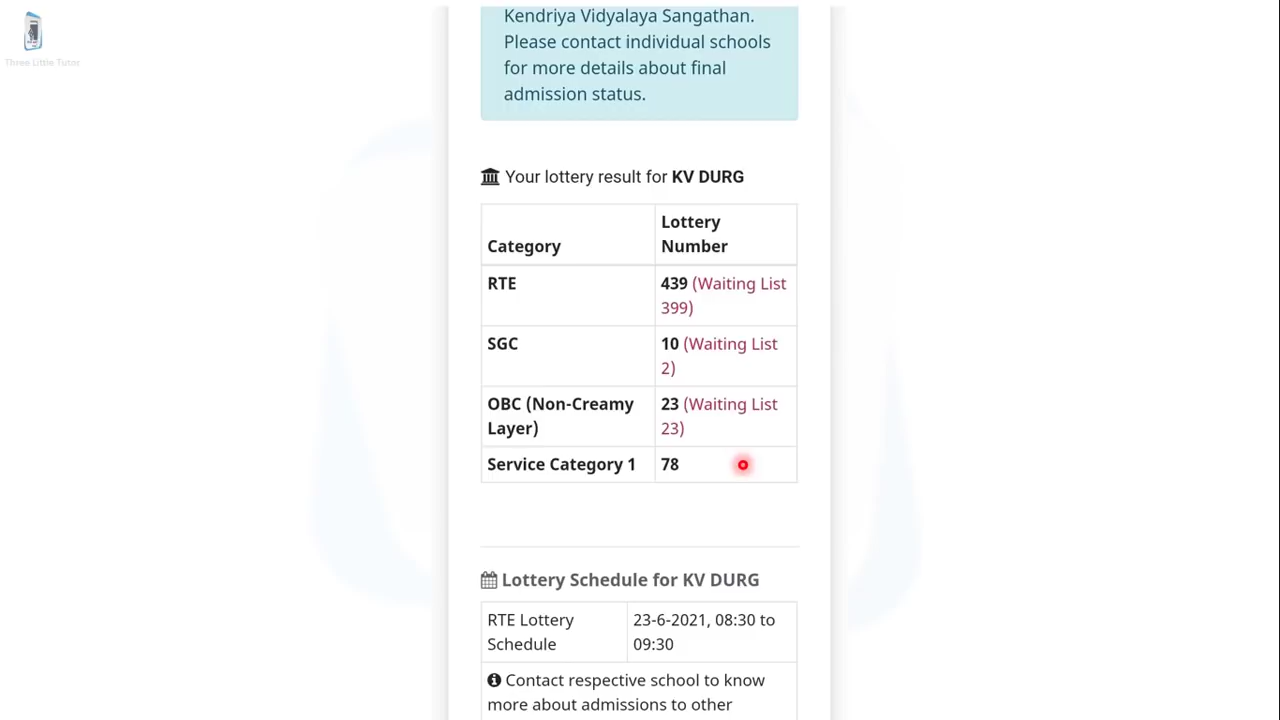 Three Little Tutor
Kendriya Vidyalaya Sangathan.
Please contact individual schools
for more details about final
admission status.
Your lottery result for KV DURG
Category
Lottery
Number
RTE
439 (Waiting List
399)
SGC
10 (Waiting List
2)
OBC (Non-Creamy
Layer)
23 (Waiting List
23)
Service Category 1
78
Lottery Schedule for KV DURG
RTE Lottery
Schedule
23-6-2021, 08:30 to
09:30
Contact respective school to know
more about admissions to other